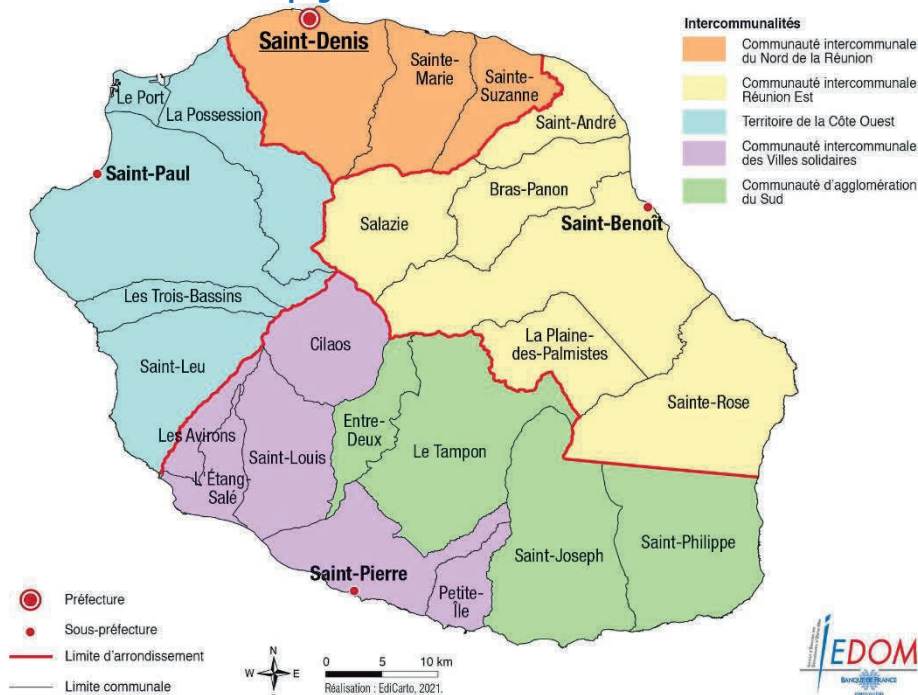 Saint-Denis
Sainte-
Marie
Sainte-
Suzanne
Le Port
La Possession
Saint-André
Saint-Paul
Bras-Panon
Salazie
Saint-Benoît
Les Trois-Bassins
Cilaos
La Plaine-
des-Palmistes
Saint-Leu
Sainte-Rose
Les Avirons
Entre-
Deux
Le Tampon
Saint-Louis
L'Étang-
Salé
Saint-Joseph
Saint-Philippe
Saint-Pierre
Petite-
Île
Intercommunalités
Communauté intercommunale
du Nord de la Réunion
Communauté intercommunale
Réunion Est
Territoire de la Côte Ouest
Communauté intercommunale
des Villes solidaires
Communauté d'agglomération
du Sud
Préfecture
Sous-préfecture
Limite d'arrondissement
Limite communale
N
W E
0 5 10 km
Réalisation : EdiCarto, 2021.
IEDOM
BANQUE DE FRANCE